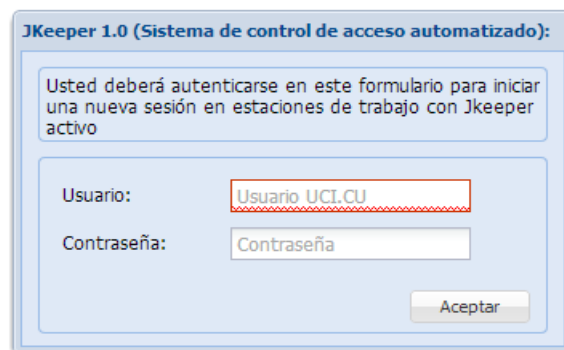 JKeeper 1.0 (Sistema de control de acceso automatizado):
Usted deberá autenticarse en este formulario para iniciar
una nueva sesión en estaciones de trabajo con Jkeeper
activo
Usuario:
Usuario UCI.CU
Contraseña:
Contraseña
Aceptar